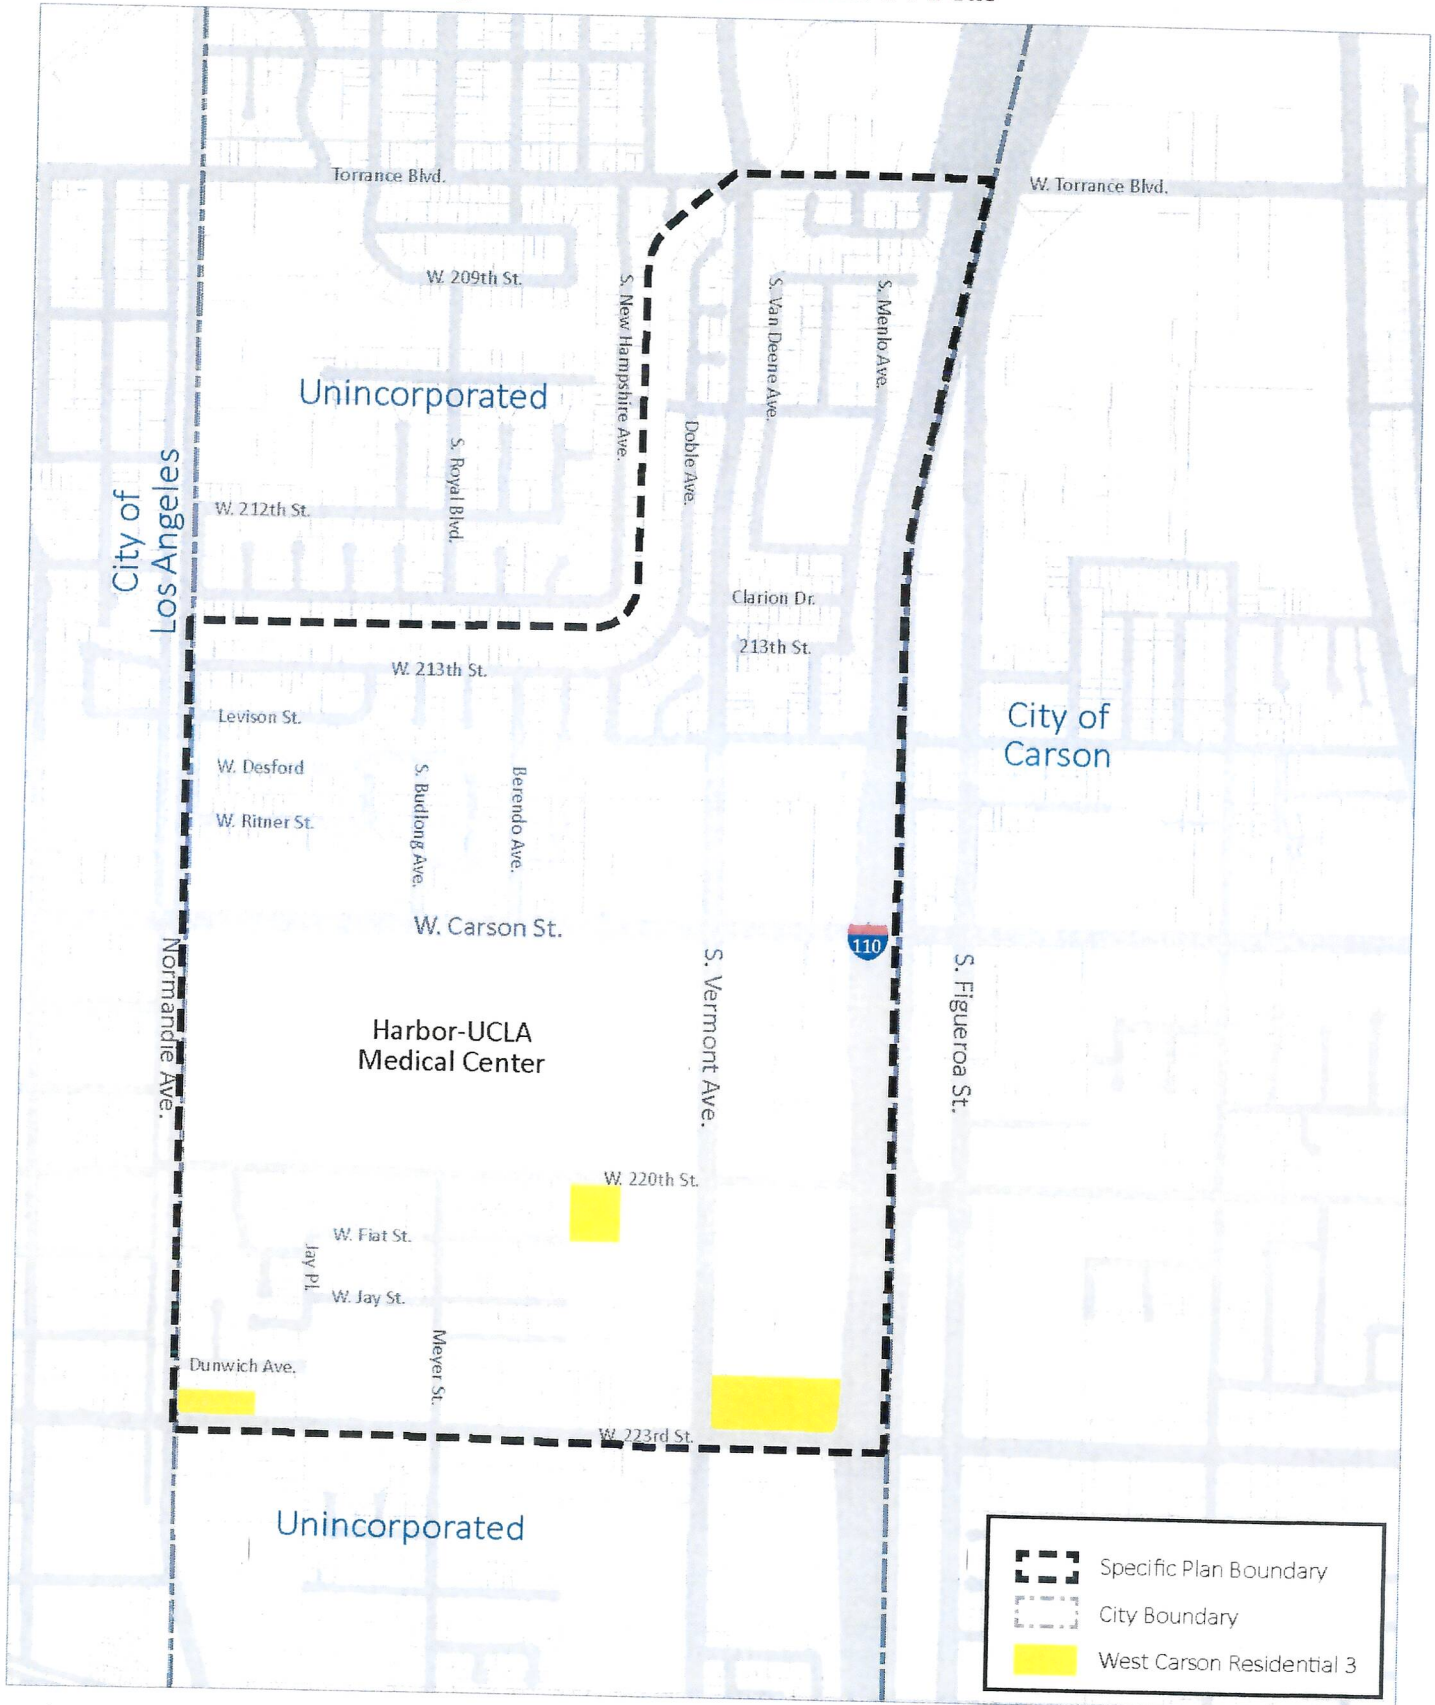 Torrance Blvd.
W. Torrance Blvd.
W. 209th St.
S. New Hampshire Ave.
S. Van Deene Ave.
S. Menlo Ave.
Unincorporated
Doble Ave.
S. Royal Blvd.
City of
Los Angeles
W. 212th St.
Clarion Dr.
213th St.
W. 213th St.
Levison St.
City of
Carson
W. Desford
S. Budlong Ave.
Berendo Ave.
W. Ritner St.
W. Carson St.
110
Normandie Ave.
S. Vermont Ave.
S. Figueroa St.
Harbor-UCLA
Medical Center
W. 220th St.
W. Fiat St.
Jay Pl.
W. Jay St.
Meyer St.
Dunwich Ave.
W. 223rd St.
Unincorporated
Specific Plan Boundary
City Boundary
West Carson Residential 3